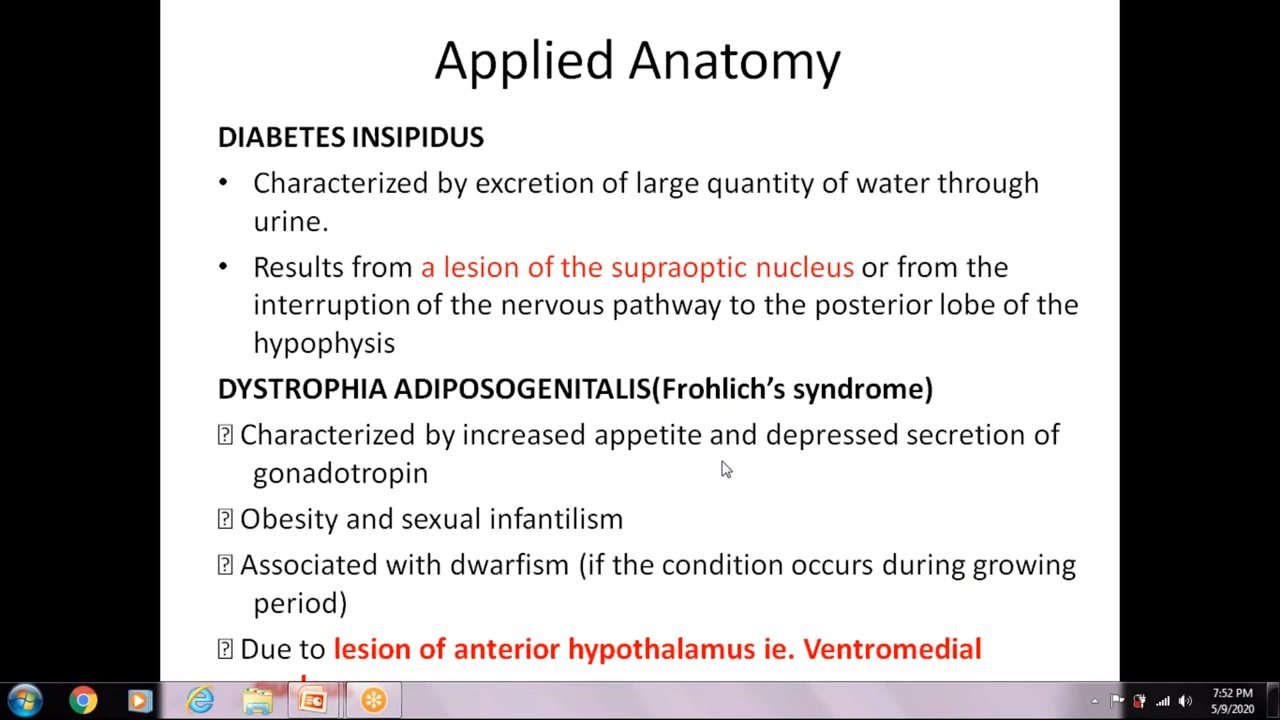 Applied Anatomy
DIABETES INSIPIDUS
• Characterized by excretion of large quantity of water through
urine.
• Results from a lesion of the supraoptic nucleus or from the
interruption of the nervous pathway to the posterior lobe of the
hypophysis
DYSTROPHIA ADIPOSOGENITALIS(Frohlich’s syndrome)
Characterized by increased appetite and depressed secretion of
gonadotropin
Obesity and sexual infantilism
Associated with dwarfism (if the condition occurs during growing
period)
Due to lesion of anterior hypothalamus ie. Ventromedial
7:52 PM
5/9/2020